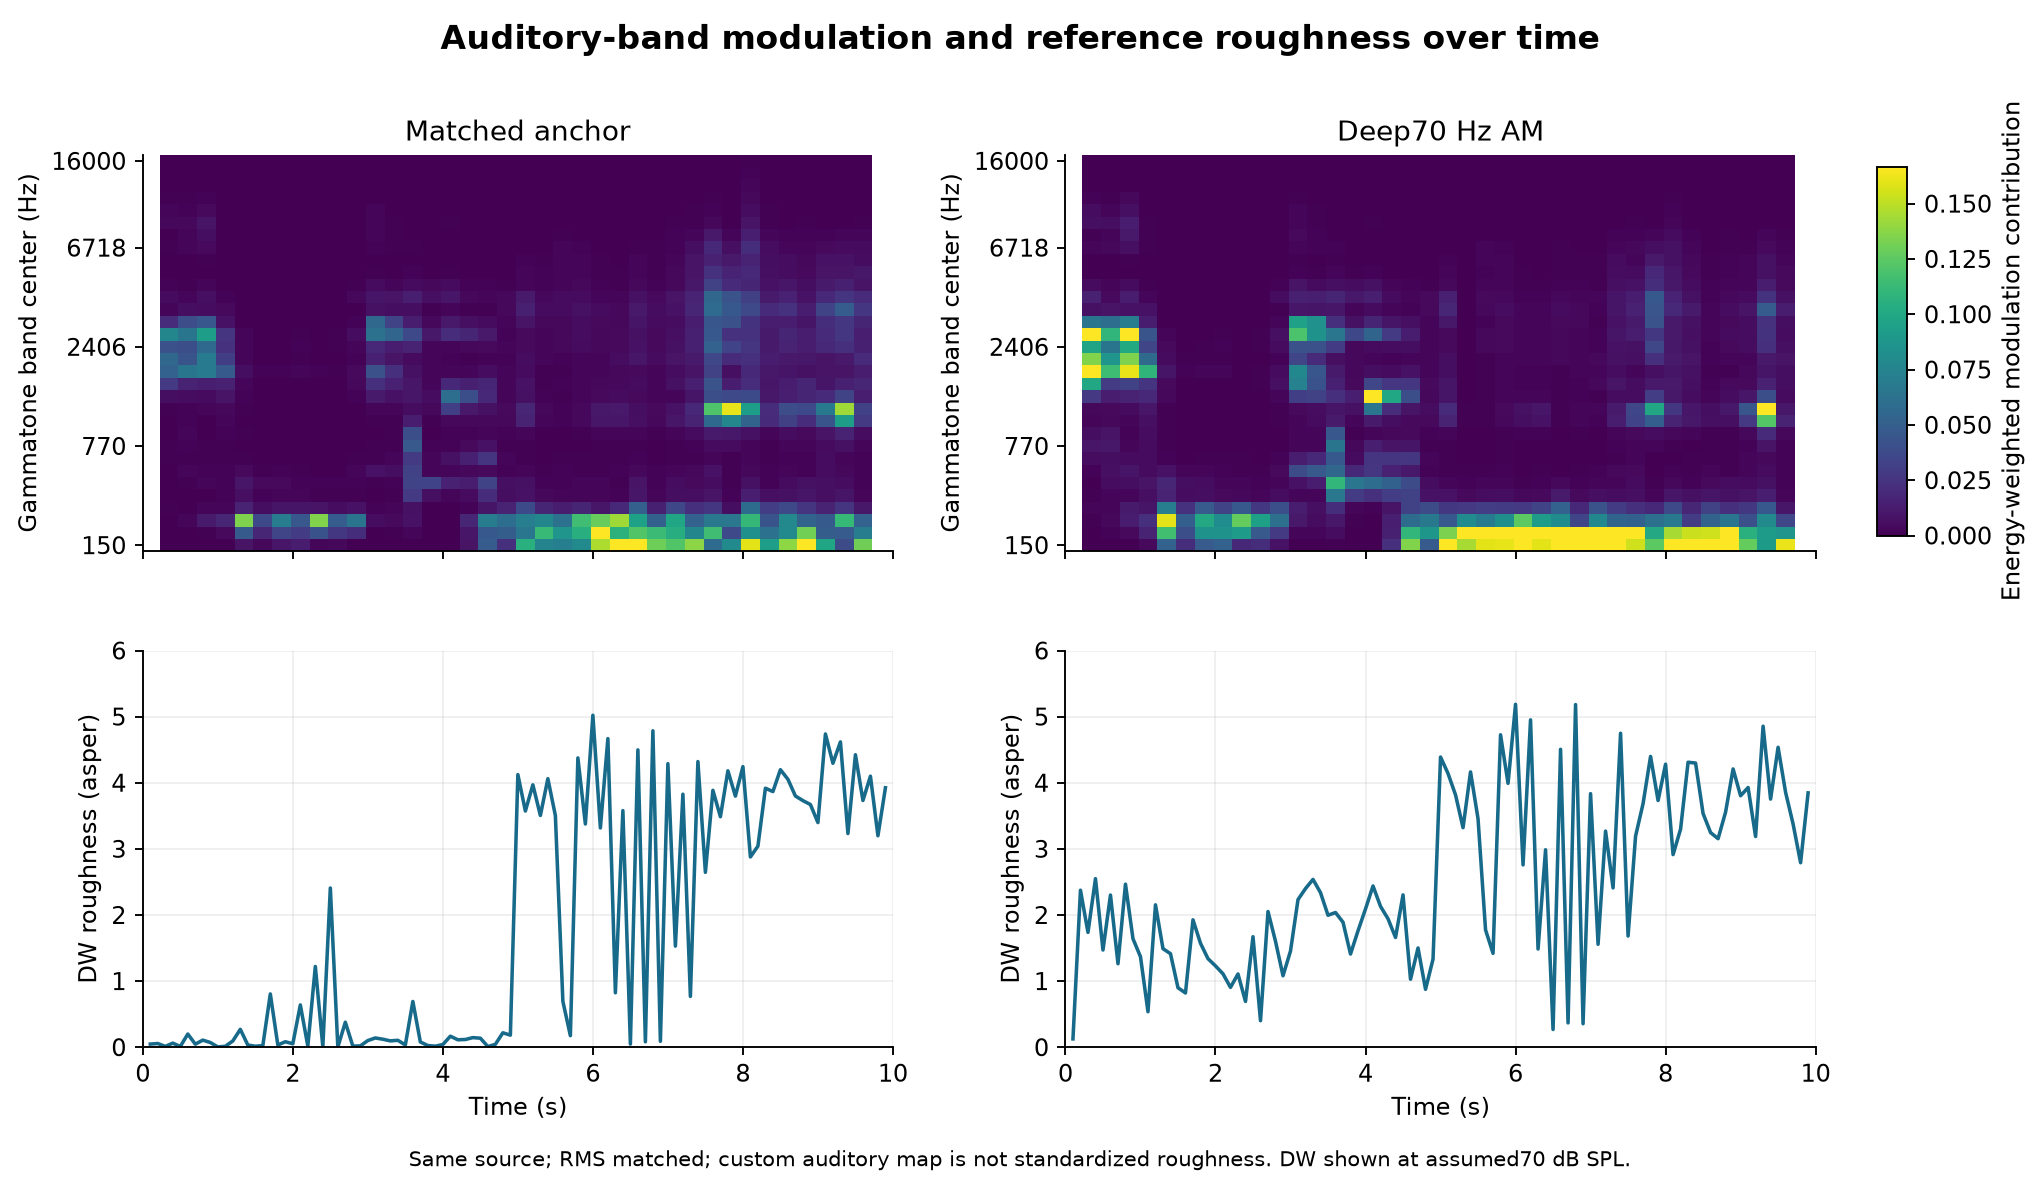 Auditory-band modulation and reference roughness over time
Matched anchor
Deep70 Hz AM
Gammatone band center (Hz)
16000
6718
2406
770
150
Gammatone band center (Hz)
16000
6718
2406
770
150
0.150
0.125
0.100
0.075
0.050
0.025
0.000
Energy-weighted modulation contribution
DW roughness (asper)
6
5
4
3
2
1
0
0 2 4 6 8 10
Time (s)
DW roughness (asper)
6
5
4
3
2
1
0
0 2 4 6 8 10
Time (s)
Same source; RMS matched; custom auditory map is not standardized roughness. DW shown at assumed70 dB SPL.